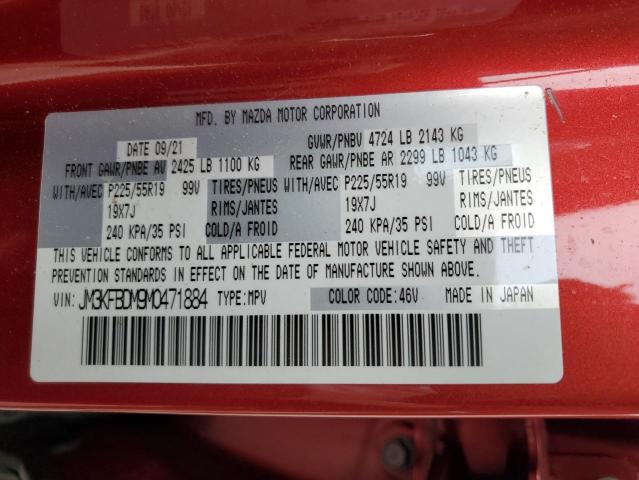 MFD. BY MAZDA MOTOR CORPORATION
DATE 09/21 GVWR/PNBV 4724 LB 2143 KG
FRONT GAWR/PNBE AV 2425 LB 1100 KG REAR GAWR/PNBE AR 2299 LB 1043 KG
WITH/AVEC P225/55R19 99V TIRES/PNEUS WITH/AVEC P225/55R19 99V TIRES/PNEUS
19X7J RIMS/JANTES 19X7J RIMS/JANTES
240 KPA/35 PSI COLD/A FROID 240 KPA/35 PSI COLD/A FROID
THIS VEHICLE CONFORMS TO ALL APPLICABLE FEDERAL MOTOR VEHICLE SAFETY AND THEFT
PREVENTION STANDARDS IN EFFECT ON THE DATE OF MANUFACTURE SHOWN ABOVE.
VIN: JM3KFBDM9M0471884 TYPE:MPV COLOR CODE:46V MADE IN JAPAN